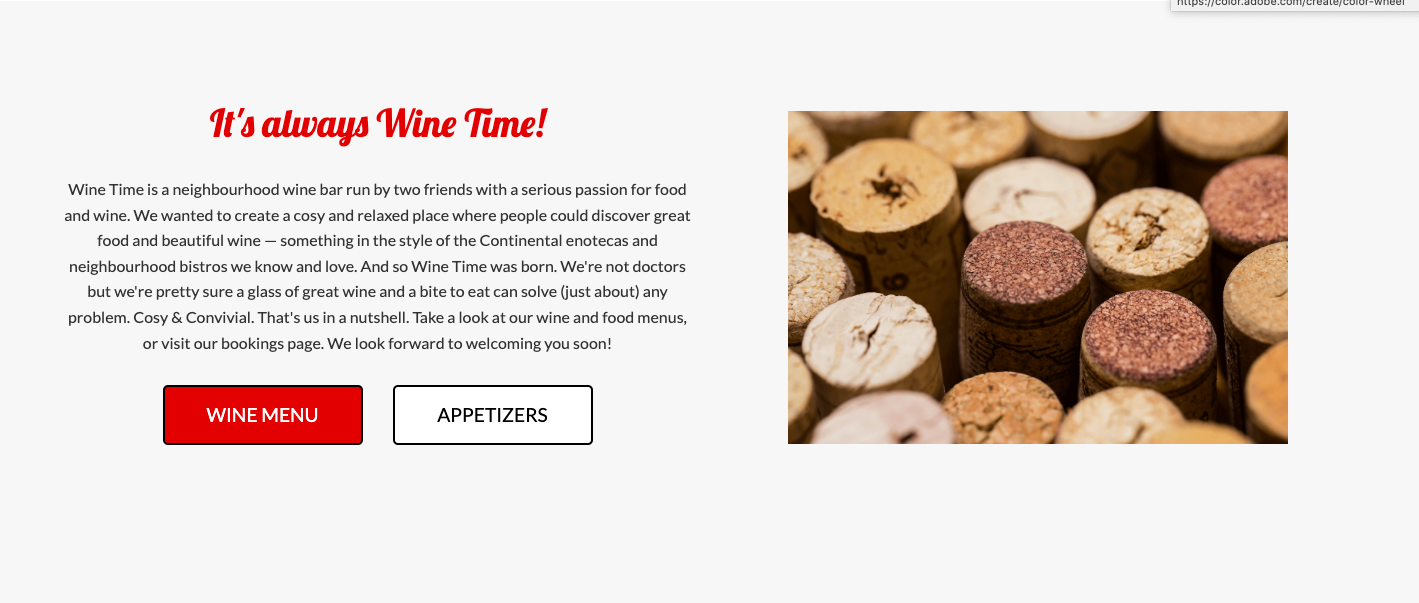 https://color.adobe.com/create/color-wheel
It's always Wine Time!
Wine Time is a neighbourhood wine bar run by two friends with a serious passion for food
and wine. We wanted to create a cosy and relaxed place where people could discover great
food and beautiful wine — something in the style of the Continental enotecas and
neighbourhood bistros we know and love. And so Wine Time was born. We're not doctors
but we're pretty sure a glass of great wine and a bite to eat can solve (just about) any
problem. Cosy & Convivial. That's us in a nutshell. Take a look at our wine and food menus,
or visit our bookings page. We look forward to welcoming you soon!
WINE MENU
APPETIZERS